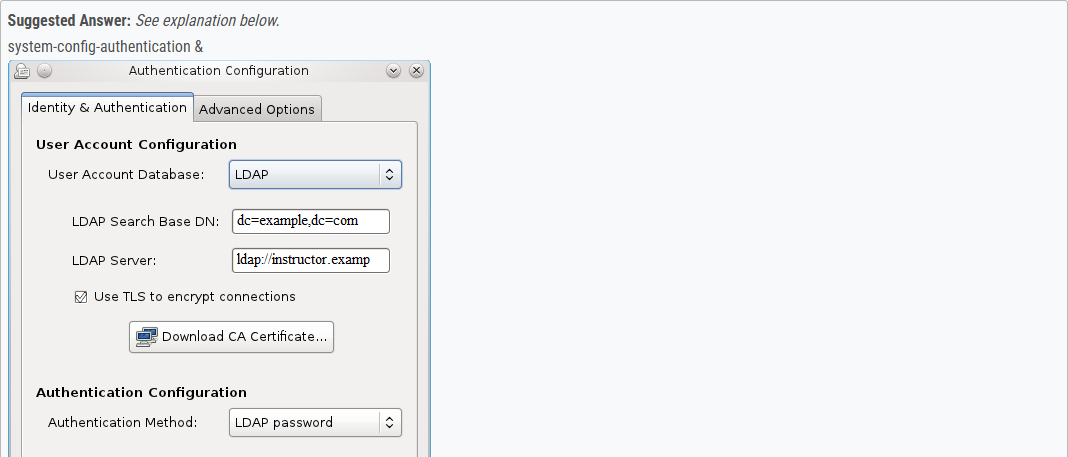 Suggested Answer: See explanation below.
system-config-authentication &
Authentication Configuration
Identity & Authentication Advanced Options
User Account Configuration
User Account Database: LDAP
LDAP Search Base DN: dc=example,dc=com
LDAP Server: ldap://instructor.examp
Use TLS to encrypt connections
Download CA Certificate...
Authentication Configuration
Authentication Method: LDAP password